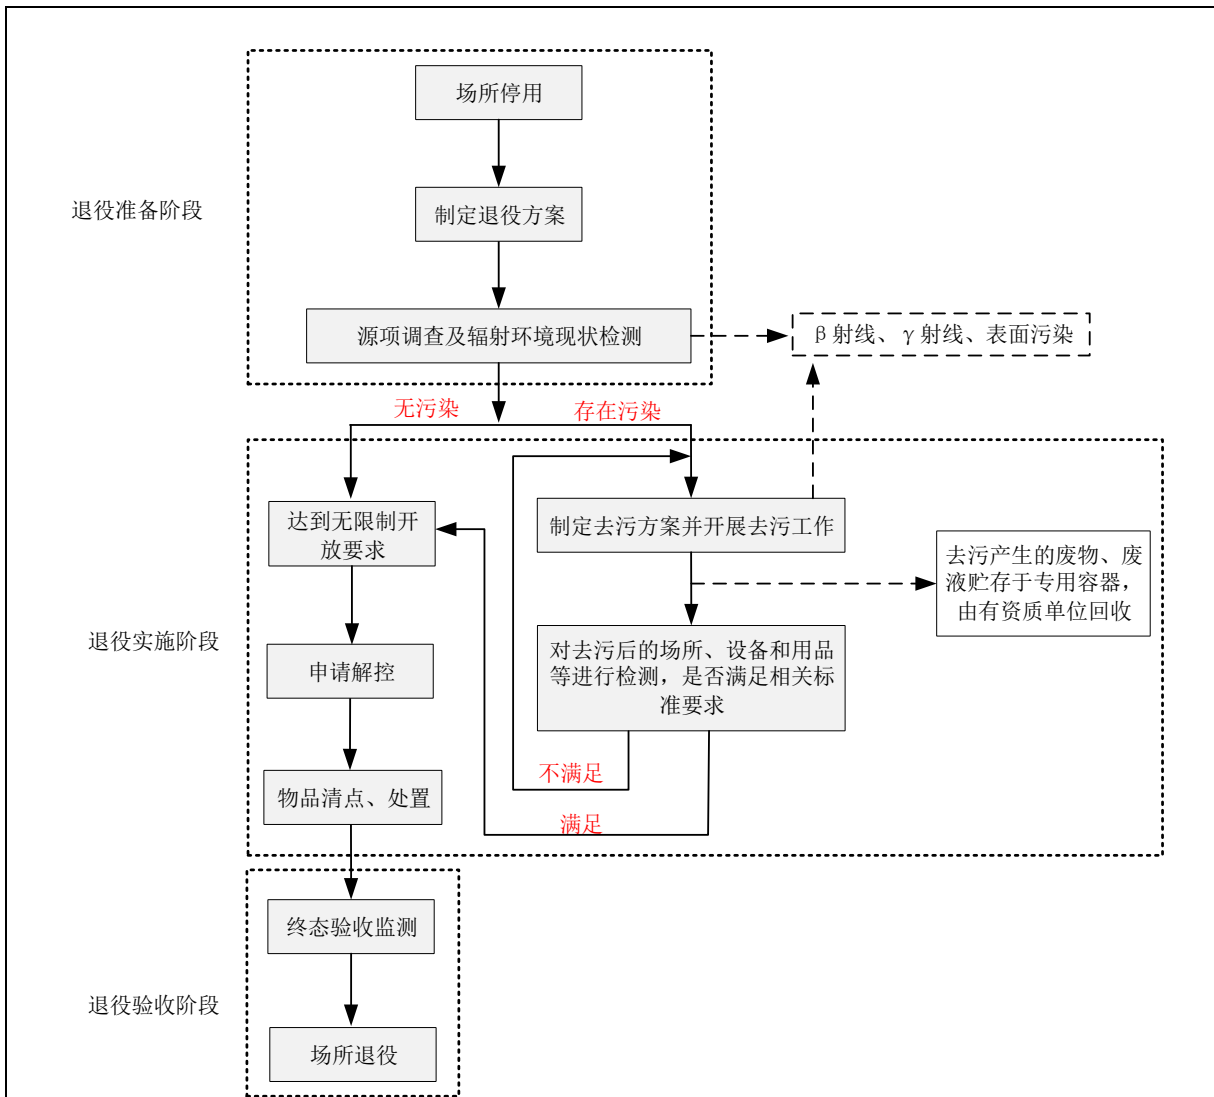 场所停用
退役准备阶段
制定退役方案
源项调查及辐射环境现状检测
β射线、γ射线、表面污染
无污染
存在污染
达到无限制开
放要求
制定去污方案并开展去污工作
去污产生的废物、废
液贮存于专用容器，
由有资质单位回收
退役实施阶段
申请解控
对去污后的场所、设备和用品
等进行检测，是否满足相关标
准要求
不满足
物品清点、处置
满足
终态验收监测
退役验收阶段
场所退役